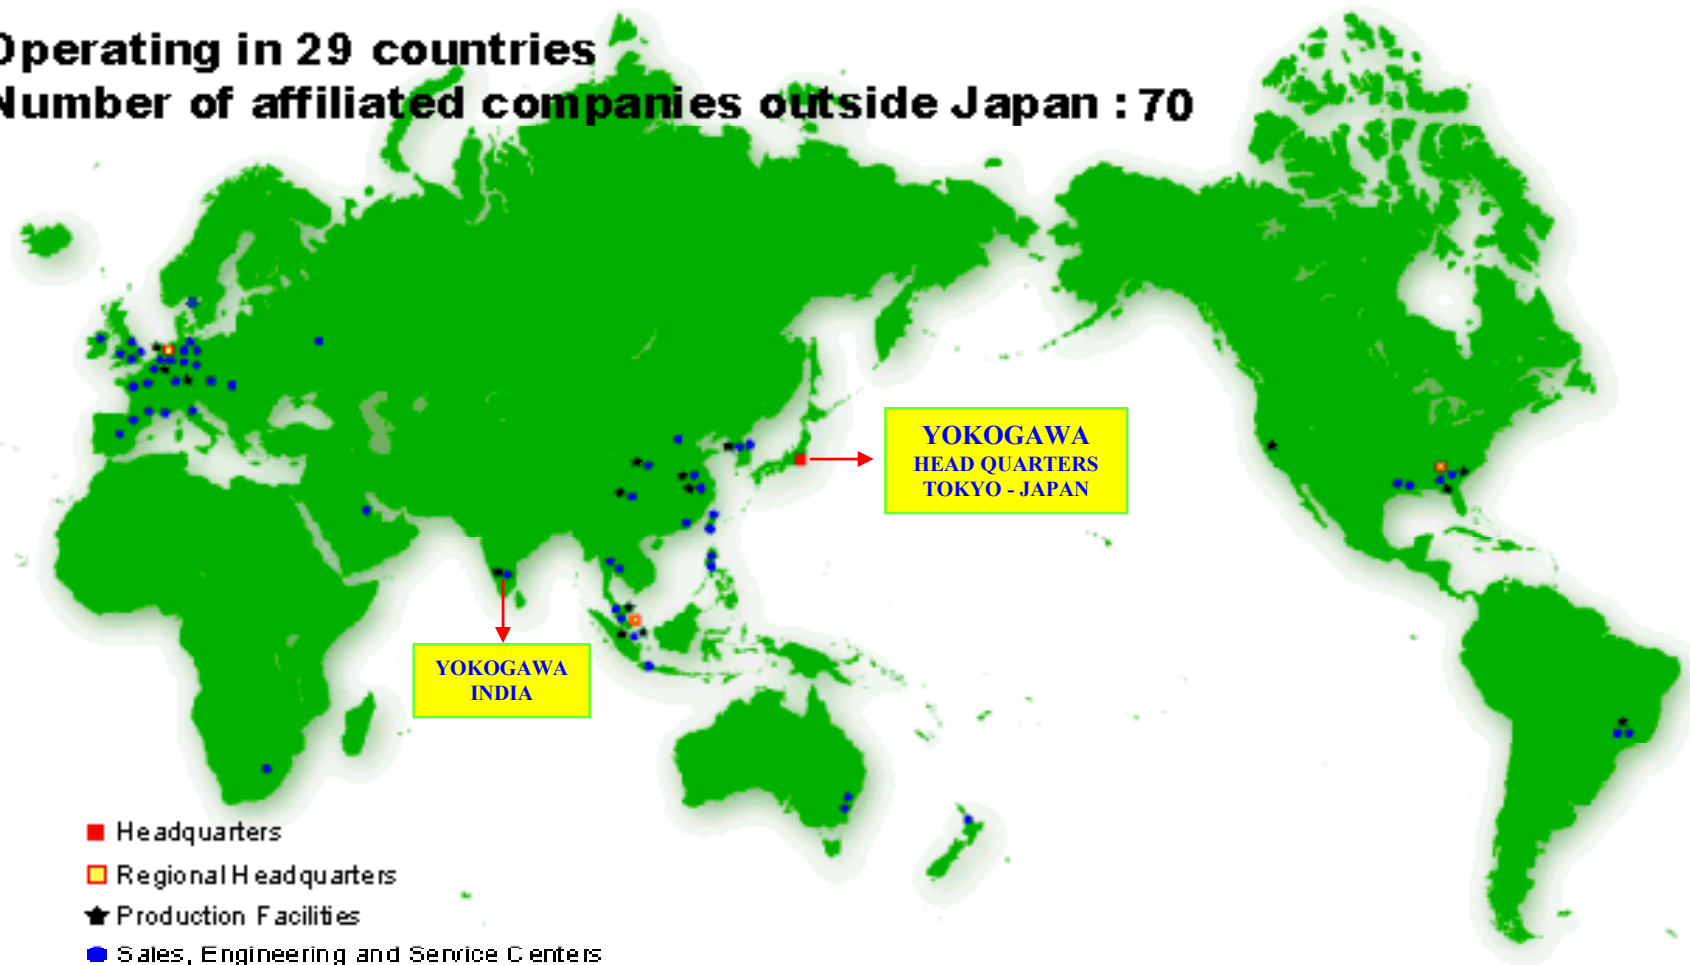 Operating in 29 countries
Number of affiliated companies outside Japan : 70
YOKOGAWA
HEAD QUARTERS
TOKYO - JAPAN
YOKOGAWA
INDIA
Headquarters
Regional Headquarters
Production Facilities
Sales, Engineering and Service Centers